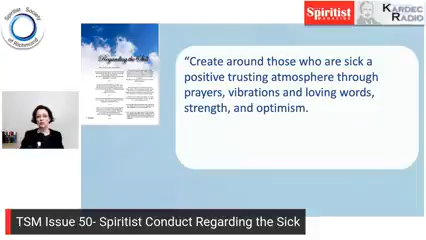 Spiritist Society
of Richmond
Spiritist
MAGAZINE
KARDEC
RADIO
Regarding the Sick
“Create around those who are sick a
positive trusting atmosphere through
prayers, vibrations and loving words,
strength, and optimism.
TSM Issue 50- Spiritist Conduct Regarding the Sick